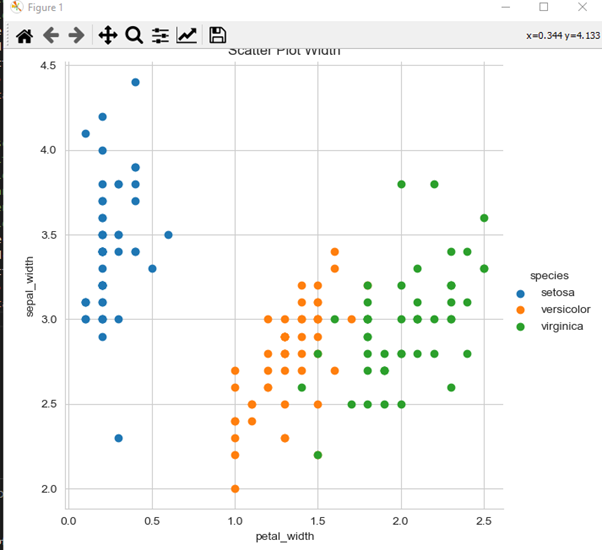 Figure 1
x=0.344 y=4.133
Scatter Plot Width
4.5
4.0
3.5
3.0
2.5
2.0
sepal_width
0.0 0.5 1.0 1.5 2.0 2.5
petal_width
species
setosa
versicolor
virginica